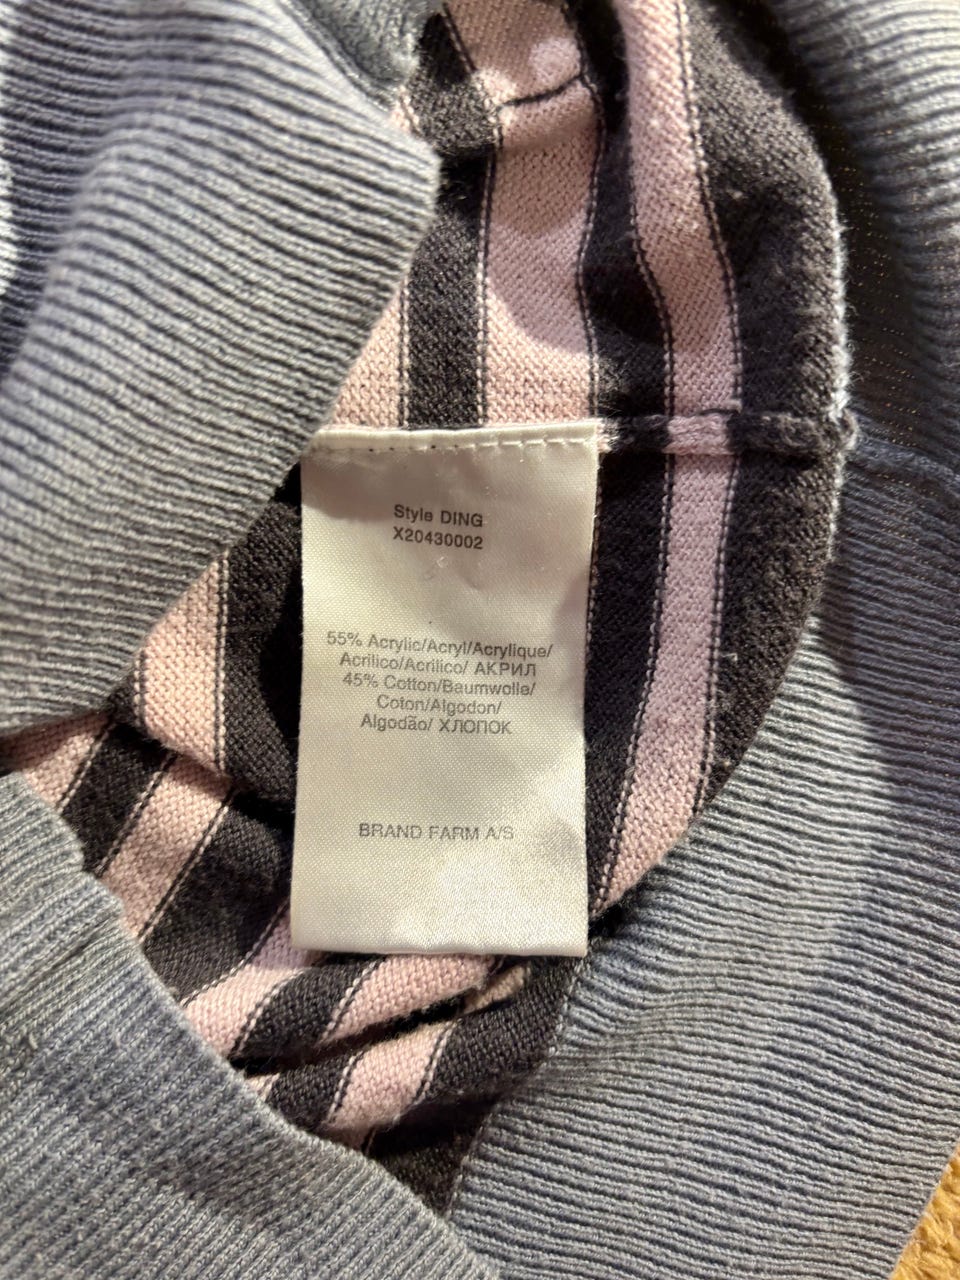 Style DING
X20430002
55% Acrylic/Acryl/Acrylique/
Acrilico/Acrilico/ АКРИЛ
45% Cotton/Baumwolle/
Coton/Algodon/
Algodão/ ХЛОПОК
BRAND FARM A/S